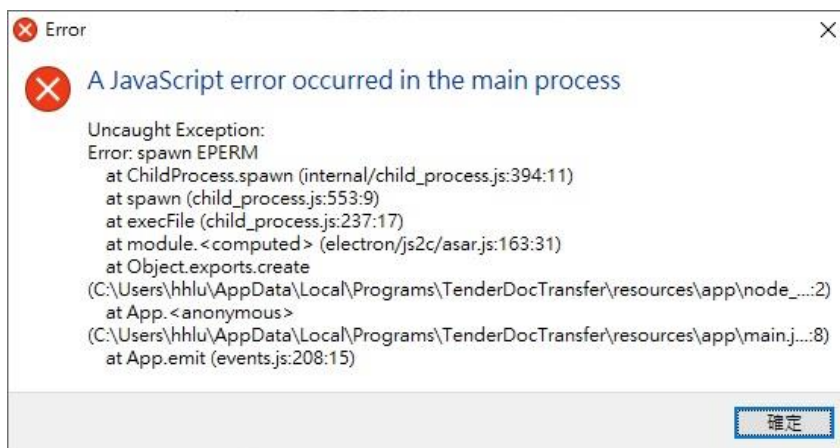 Error
A JavaScript error occurred in the main process
Uncaught Exception:
Error: spawn EPERM
at ChildProcess.spawn (internal/child_process.js:394:11)
at spawn (child_process.js:553:9)
at execFile (child_process.js:237:17)
at module.<computed> (electron/js2c/asar.js:163:31)
at Object.exports.create
(C:\Users\hhlu\AppData\Local\Programs\TenderDocTransfer\resources\app\node_...:2)
at App.<anonymous>
(C:\Users\hhlu\AppData\Local\Programs\TenderDocTransfer\resources\app\main.j...:8)
at App.emit (events.js:208:15)
確定